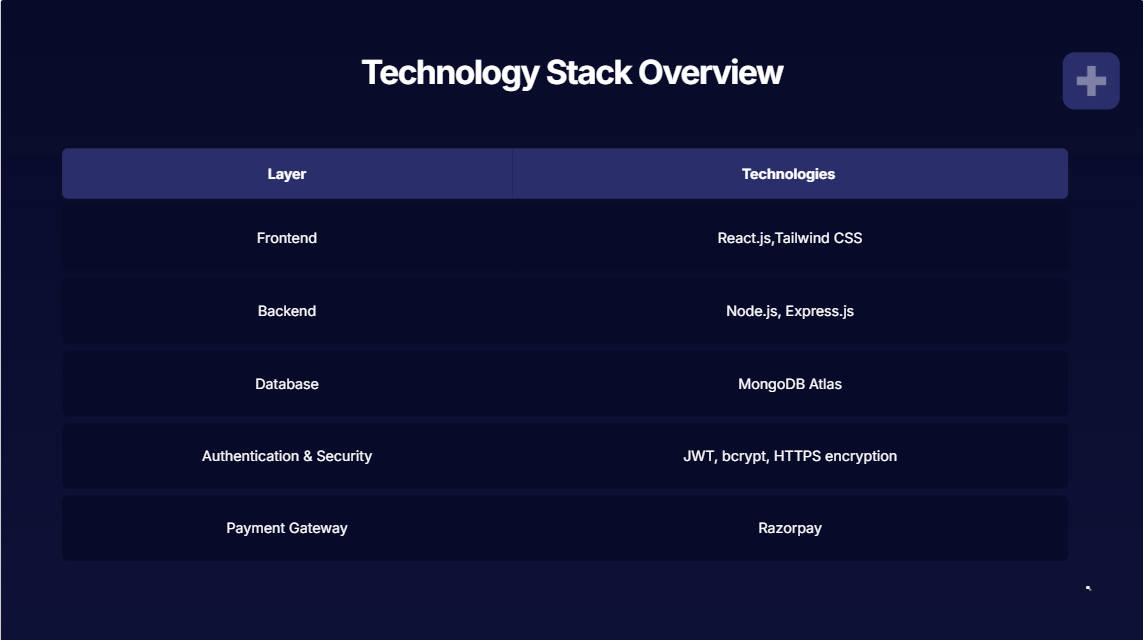 Technology Stack Overview
Layer Technologies
Frontend React.js,Tailwind CSS
Backend Node.js, Express.js
Database MongoDB Atlas
Authentication & Security JWT, bcrypt, HTTPS encryption
Payment Gateway Razorpay